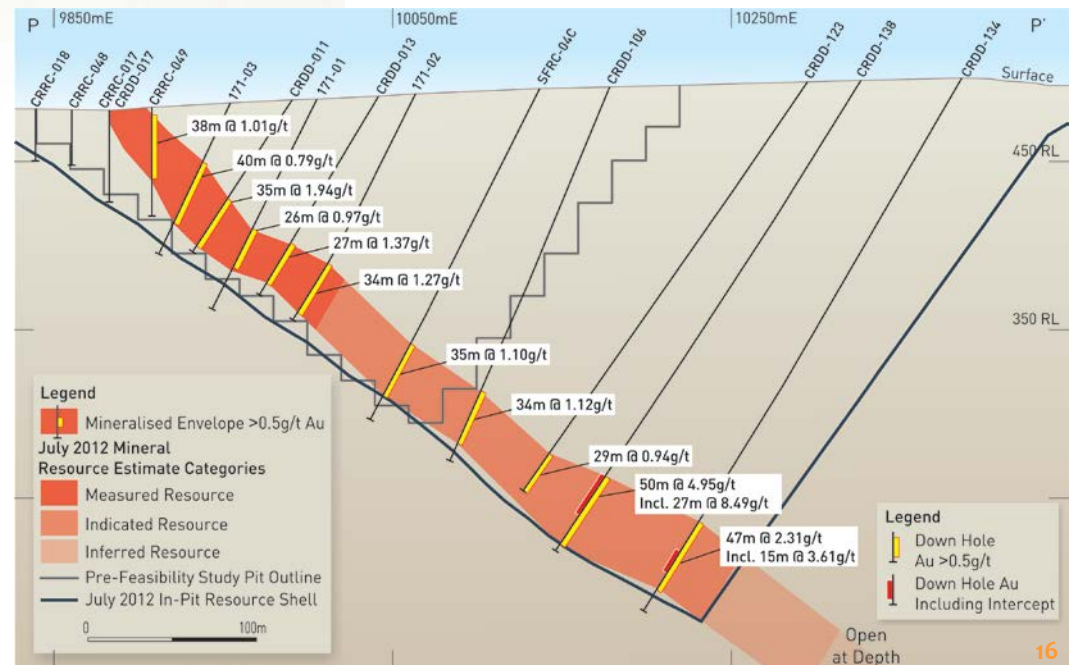 P
9850mE
10050mE
10250mE
P'
CRRC-018
CRRC-048
CRRC-017
CRDD-017
CRRC-049
171-03
CRDD-011
171-01
CRDD-013
171-02
SFRC-04C
CRDD-106
CRDD-123
CRDD-138
CRDD-134
Surface
38m @ 1.01g/t
40m @ 0.79g/t
35m @ 1.94g/t
26m @ 0.97g/t
27m @ 1.37g/t
34m @ 1.27g/t
450 RL
350 RL
35m @ 1.10g/t
34m @ 1.12g/t
29m @ 0.94g/t
50m @ 4.95g/t
Incl. 27m @ 8.49g/t
47m @ 2.31g/t
Incl. 15m @ 3.61g/t
Legend
Mineralised Envelope >0.5g/t Au
July 2012 Mineral
Resource Estimate Categories
Measured Resource
Indicated Resource
Inferred Resource
Pre-Feasibility Study Pit Outline
July 2012 In-Pit Resource Shell
0 100m
Legend
Down Hole
Au >0.5g/t
Down Hole Au
Including Intercept
Open
at Depth
16